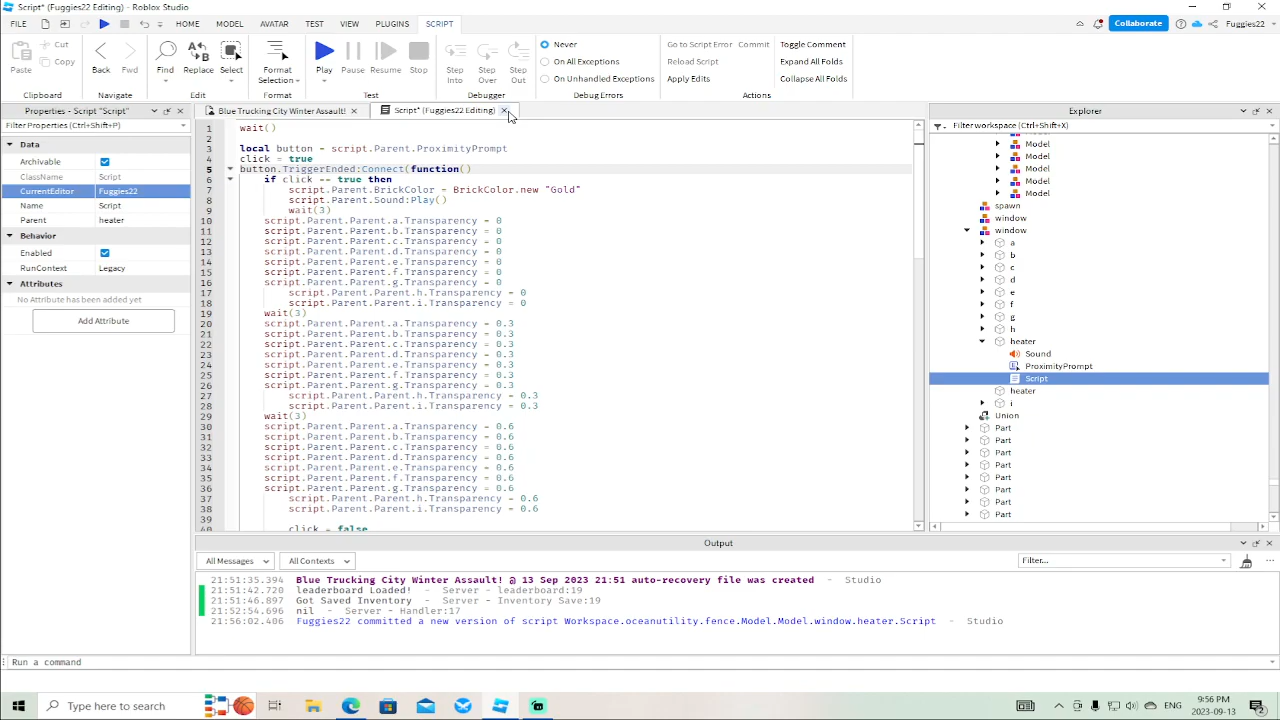 Script* (Fuggies22 Editing) - Roblox Studio
FILE HOME MODEL AVATAR TEST VIEW PLUGINS SCRIPT Collaborate Fuggies22
Paste Cut Copy Back Fwd Find Replace Select Format Selection Play Pause Resume Stop Step Into Step Over Step Out
Never
On All Exceptions
On Unhandled Exceptions
Go to Script Error Commit
Reload Script
Apply Edits
Toggle Comment
Expand All Folds
Collapse All Folds
Clipboard Navigate Edit Format Test Debugger Debug Errors Actions
Properties - Script "Script"
Filter Properties (Ctrl+Shift+P)
Data
Archivable
ClassName Script
CurrentEditor Fuggies22
Name Script
Parent heater
Behavior
Enabled
RunContext Legacy
Attributes
No Attribute has been added yet
Add Attribute
Blue Trucking City Winter Assault! Script* (Fuggies22 Editing)
1 wait()
2
3 local button = script.Parent.ProximityPrompt
4 click = true
5 button.TriggerEnded:Connect(function()
6 if click == true then
7 script.Parent.BrickColor = BrickColor.new "Gold"
8 script.Parent.Sound:Play()
9 wait(3)
10 script.Parent.Parent.a.Transparency = 0
11 script.Parent.Parent.b.Transparency = 0
12 script.Parent.Parent.c.Transparency = 0
13 script.Parent.Parent.d.Transparency = 0
14 script.Parent.Parent.e.Transparency = 0
15 script.Parent.Parent.f.Transparency = 0
16 script.Parent.Parent.g.Transparency = 0
17 script.Parent.Parent.h.Transparency = 0
18 script.Parent.Parent.i.Transparency = 0
19 wait(3)
20 script.Parent.Parent.a.Transparency = 0.3
21 script.Parent.Parent.b.Transparency = 0.3
22 script.Parent.Parent.c.Transparency = 0.3
23 script.Parent.Parent.d.Transparency = 0.3
24 script.Parent.Parent.e.Transparency = 0.3
25 script.Parent.Parent.f.Transparency = 0.3
26 script.Parent.Parent.g.Transparency = 0.3
27 script.Parent.Parent.h.Transparency = 0.3
28 script.Parent.Parent.i.Transparency = 0.3
29 wait(3)
30 script.Parent.Parent.a.Transparency = 0.6
31 script.Parent.Parent.b.Transparency = 0.6
32 script.Parent.Parent.c.Transparency = 0.6
33 script.Parent.Parent.d.Transparency = 0.6
34 script.Parent.Parent.e.Transparency = 0.6
35 script.Parent.Parent.f.Transparency = 0.6
36 script.Parent.Parent.g.Transparency = 0.6
37 script.Parent.Parent.h.Transparency = 0.6
38 script.Parent.Parent.i.Transparency = 0.6
39
40 click = false
Explorer
Filter workspace (Ctrl+Shift+X)
Model
Model
Model
Model
Model
spawn
window
window
a
b
c
d
e
f
g
h
heater
Sound
ProximityPrompt
Script
heater
i
Union
Part
Part
Part
Part
Part
Part
Part
Part
Output
All Messages All Contexts Filter...
21:51:35.394 Blue Trucking City Winter Assault! @ 13 Sep 2023 21:51 auto-recovery file was created - Studio
21:51:42.720 leaderboard Loaded! - Server - leaderboard:19
21:51:46.897 Got Saved Inventory - Server - Inventory Save:19
21:52:54.696 nil - Server - Handler:17
21:56:02.406 Fuggies22 committed a new version of script Workspace.oceanutility.fence.Model.Model.window.heater.Script - Studio
Run a command
Type here to search ENG 9:56 PM
2023-09-13 2